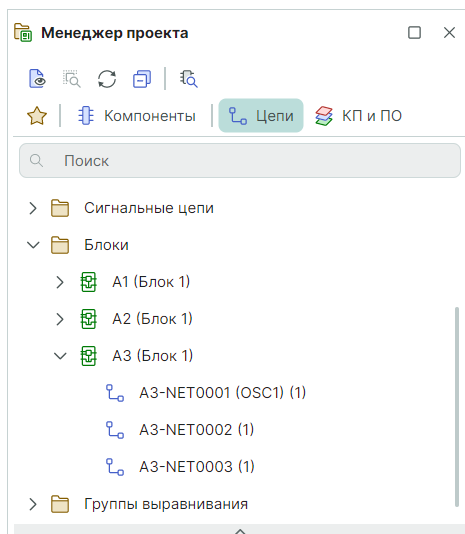 Менеджер проекта
Компоненты
Цепи
КП и ПО
Поиск
Сигнальные цепи
Блоки
A1 (Блок 1)
A2 (Блок 1)
A3 (Блок 1)
A3-NET0001 (OSC1) (1)
A3-NET0002 (1)
A3-NET0003 (1)
Группы выравнивания